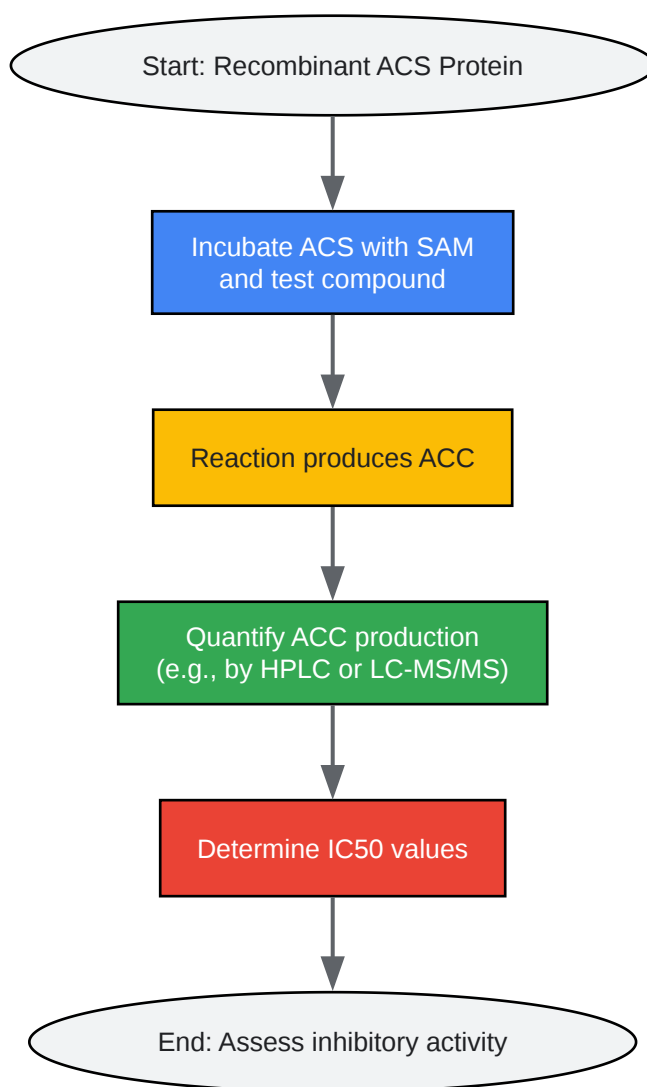 Start: Recombinant ACS Protein
Incubate ACS with SAM
and test compound
Reaction produces ACC
Quantify ACC production
(e.g., by HPLC or LC-MS/MS)
Determine IC50 values
End: Assess inhibitory activity